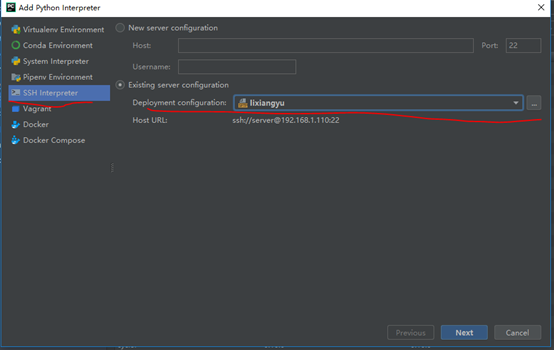 PC Add Python Interpreter
Virtualenv Environment
Conda Environment
System Interpreter
Pipenv Environment
SSH Interpreter
Vagrant
Docker
Docker Compose
New server configuration
Host: Port: 22
Username:
Existing server configuration
Deployment configuration: lixiangyu ...
Host URL: ssh://server@192.168.1.110:22
Previous Next Cancel